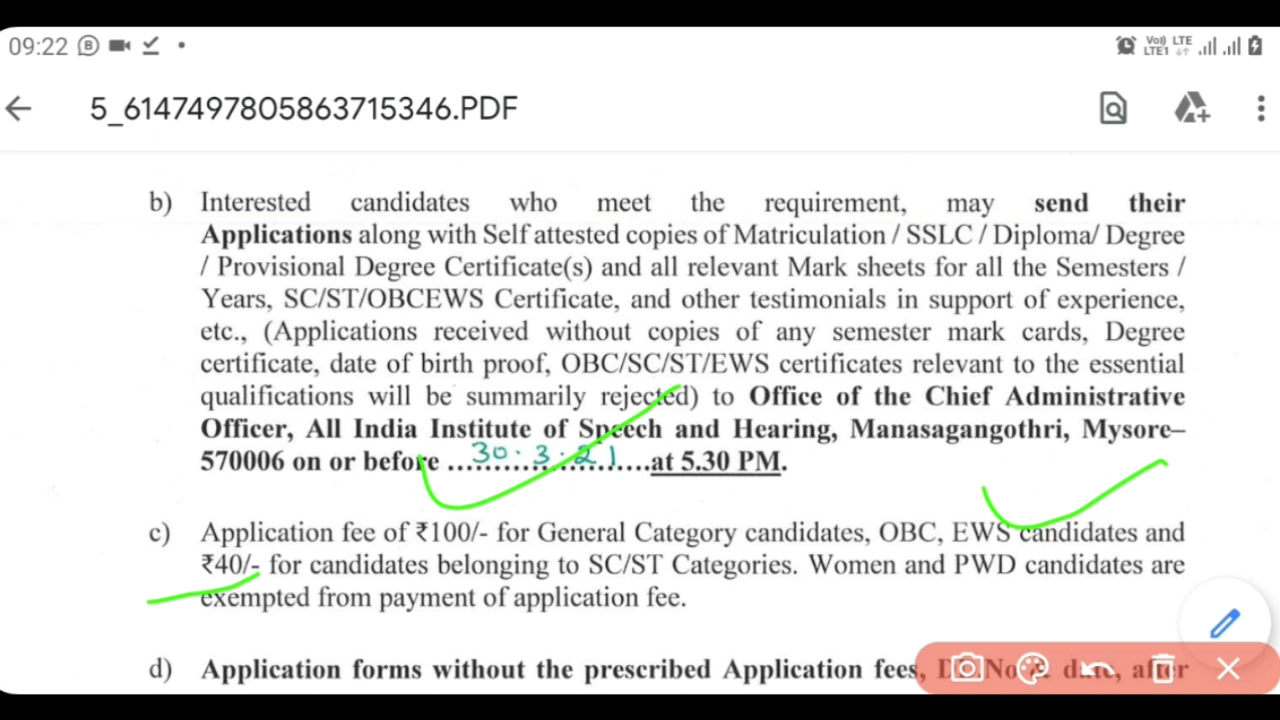 09:22
Vo)) LTE
LTE1
5_6147497805863715346.PDF
b) Interested candidates who meet the requirement, may send their
Applications along with Self attested copies of Matriculation / SSLC / Diploma/ Degree
/ Provisional Degree Certificate(s) and all relevant Mark sheets for all the Semesters /
Years, SC/ST/OBCEWS Certificate, and other testimonials in support of experience,
etc., (Applications received without copies of any semester mark cards, Degree
certificate, date of birth proof, OBC/SC/ST/EWS certificates relevant to the essential
qualifications will be summarily rejected) to Office of the Chief Administrative
Officer, All India Institute of Speech and Hearing, Manasagangothri, Mysore–
570006 on or before ...30.3.21...at 5.30 PM.
c) Application fee of ₹100/- for General Category candidates, OBC, EWS candidates and
₹40/- for candidates belonging to SC/ST Categories. Women and PWD candidates are
exempted from payment of application fee.
d) Application forms without the prescribed Application fees, date, after